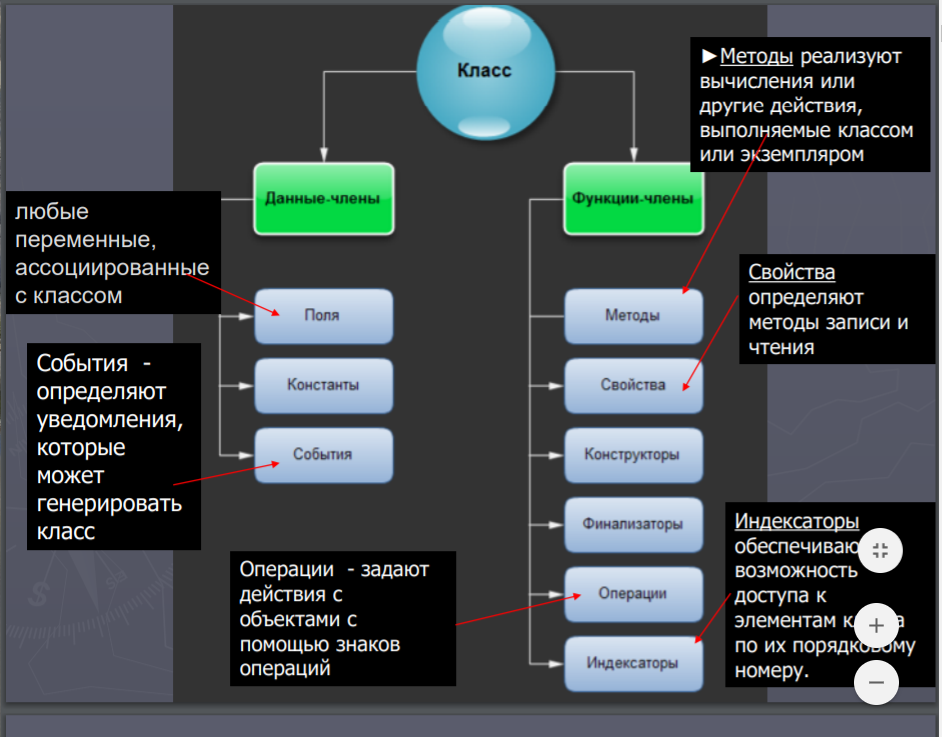 Класс
►Методы реализуют
вычисления или
другие действия,
выполняемые классом
или экземпляром
Данные-члены
Функции-члены
любые
переменные,
ассоциированные
с классом
Свойства
определяют
методы записи и
чтения
Поля
Константы
События
События -
определяют
уведомления,
которые
может
генерировать
класс
Методы
Свойства
Конструкторы
Финализаторы
Операции
Индексаторы
Операции - задают
действия с
объектами с
помощью знаков
операций
Индексаторы
возможность
доступа к
элементам
по их порядковому
номеру.